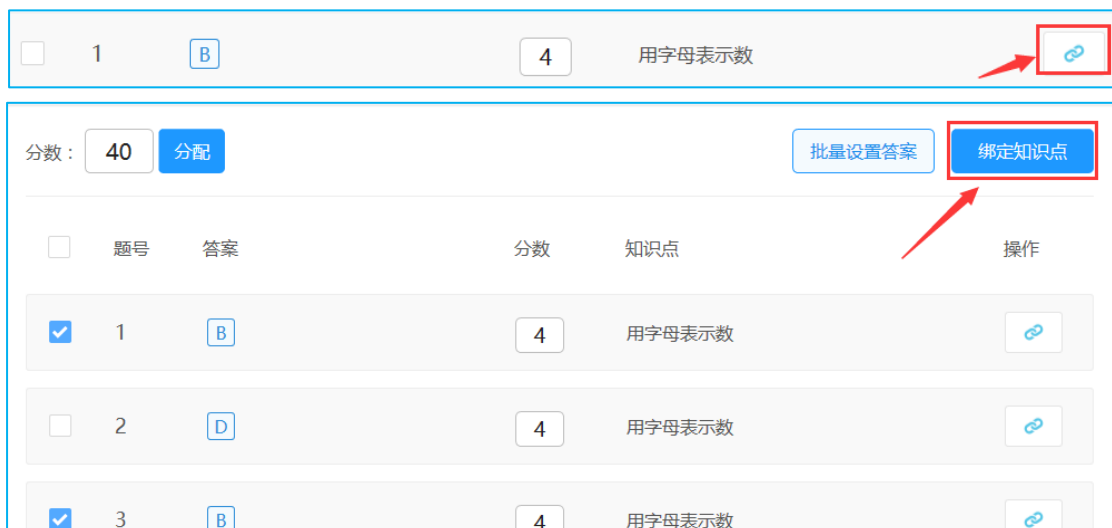 1 B 4 用字母表示数
分数： 40 分配 批量设置答案 绑定知识点
题号 答案 分数 知识点 操作
1 B 4 用字母表示数
2 D 4 用字母表示数
3 B 4 用字母表示数